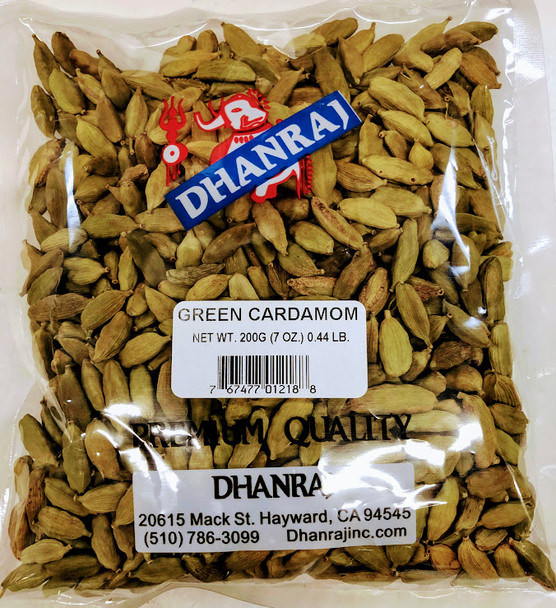 DHANRAJ
GREEN CARDAMOM
NET WT. 200G (7 OZ.) 0.44 LB.
7 67477 01218 8
PREMIUM QUALITY
DHANRAJ
20615 Mack St. Hayward, CA 94545
(510) 786-3099 Dhanrajinc.com